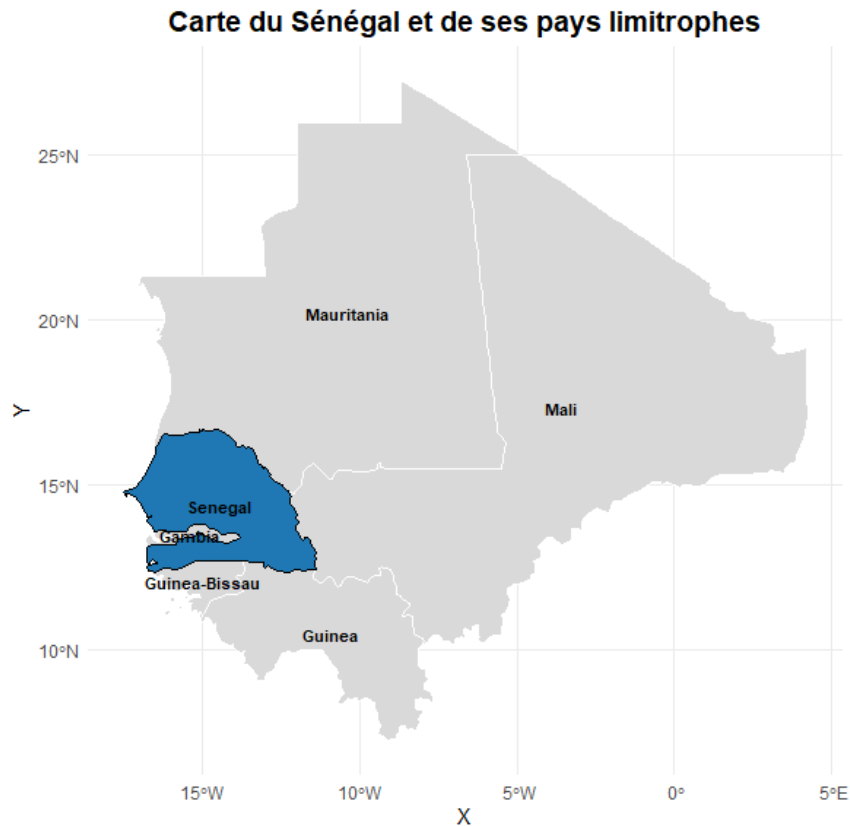 Carte du Sénégal et de ses pays limitrophes
25°N
Mauritania
20°N
Mali
Y
15°N
Senegal
Gambia
Guinea-Bissau
Guinea
10°N
15°W 10°W 5°W 0° 5°E
X